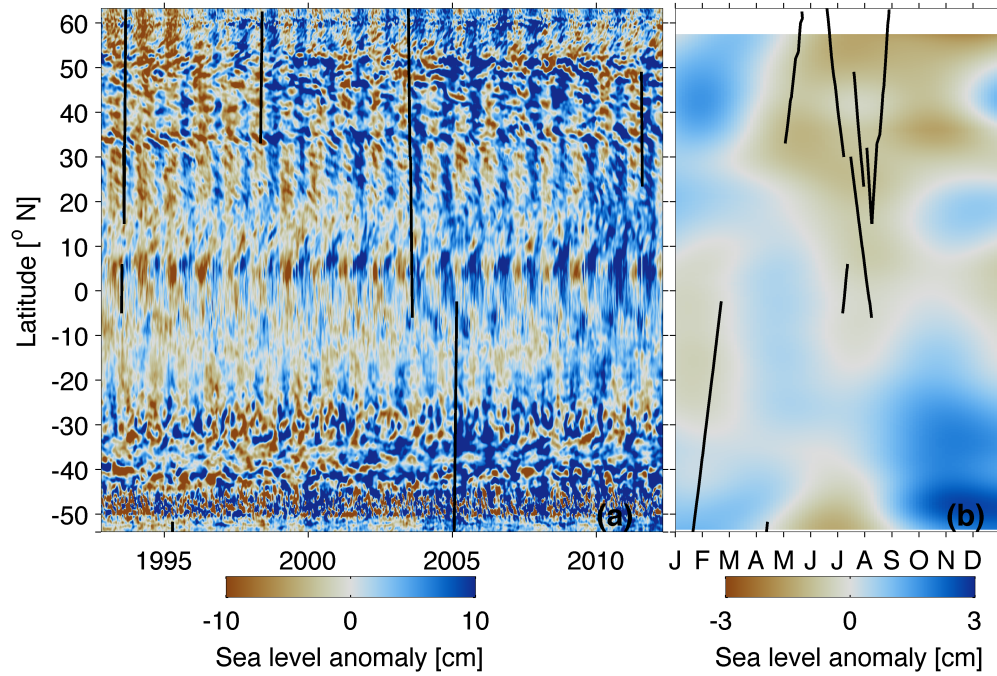 60
50
40
30
20
10
0
-10
-20
-30
-40
-50
Latitude [° N]
(a)
(b)
1995 2000 2005 2010
J F M A M J J A S O N D
-10 0 10
-3 0 3
Sea level anomaly [cm]
Sea level anomaly [cm]